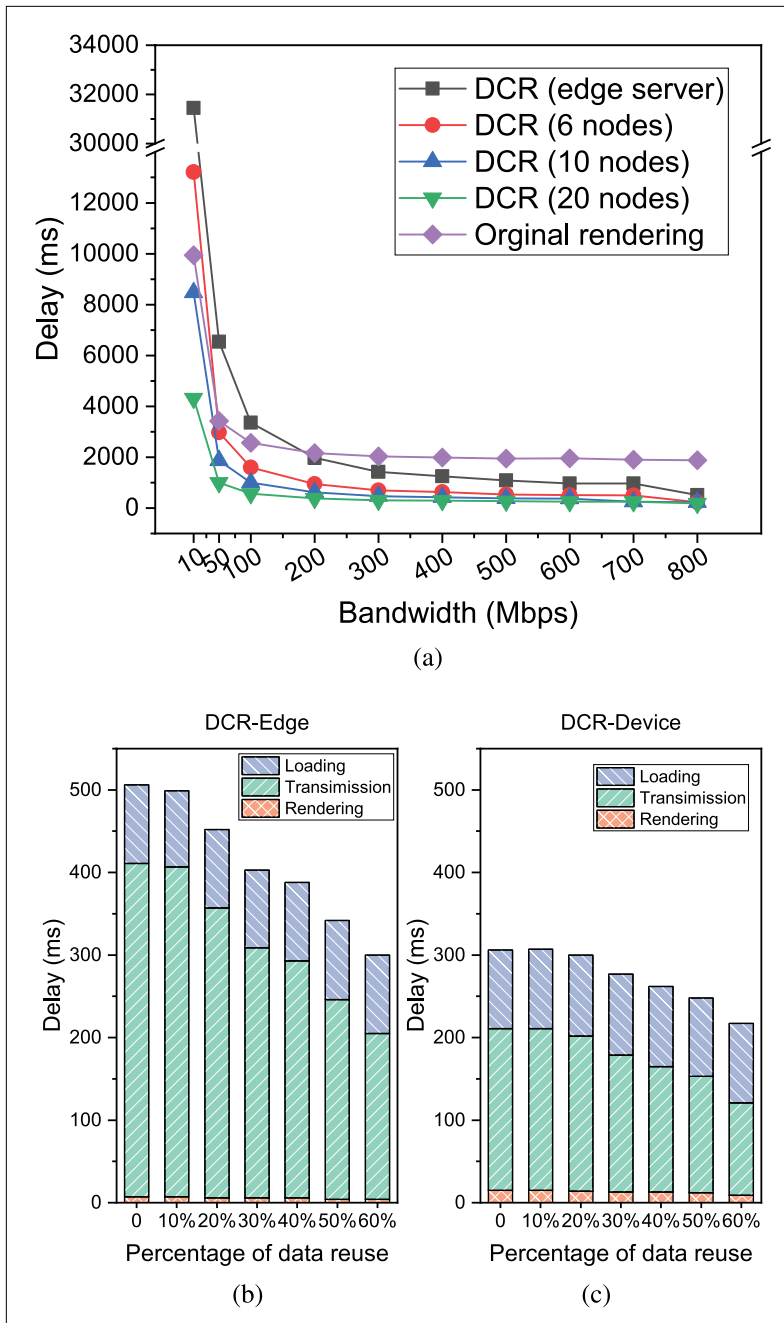 34000
32000
30000
12000
10000
8000
6000
4000
2000
0
Delay (ms)
DCR (edge server)
DCR (6 nodes)
DCR (10 nodes)
DCR (20 nodes)
Orginal rendering
10 50 100 200 300 400 500 600 700 800
Bandwidth (Mbps)
(a)
DCR-Edge
Loading
Transimission
Rendering
500
400
300
200
100
0
Delay (ms)
0 10% 20% 30% 40% 50% 60%
Percentage of data reuse
(b)
DCR-Device
Loading
Transimission
Rendering
500
400
300
200
100
0
Delay (ms)
0 10% 20% 30% 40% 50% 60%
Percentage of data reuse
(c)